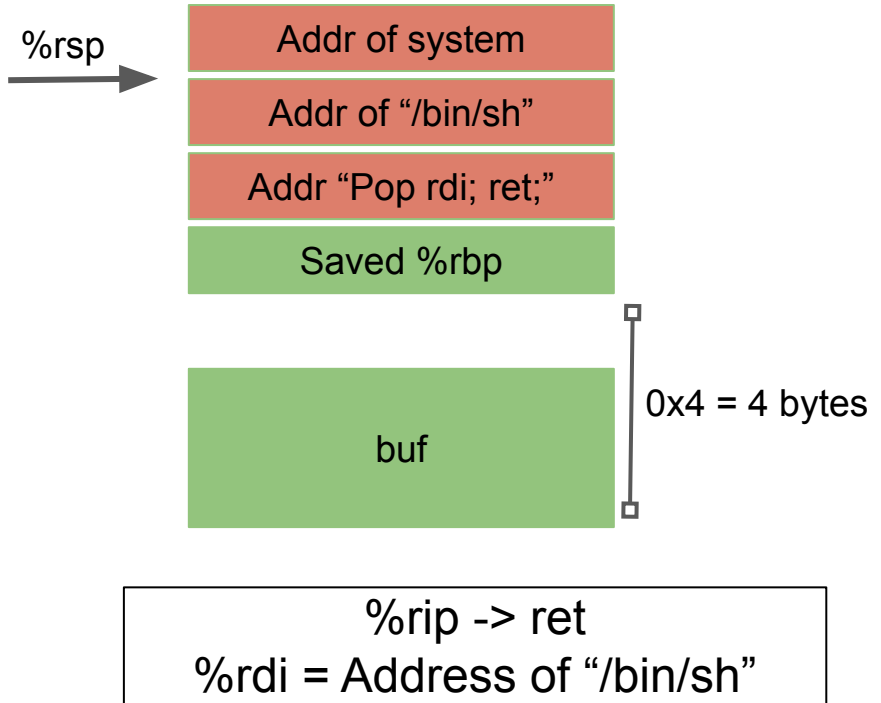 %rsp
Addr of system
Addr of “/bin/sh”
Addr “Pop rdi; ret;”
Saved %rbp
0x4 = 4 bytes
buf
%rip -> ret
%rdi = Address of “/bin/sh”